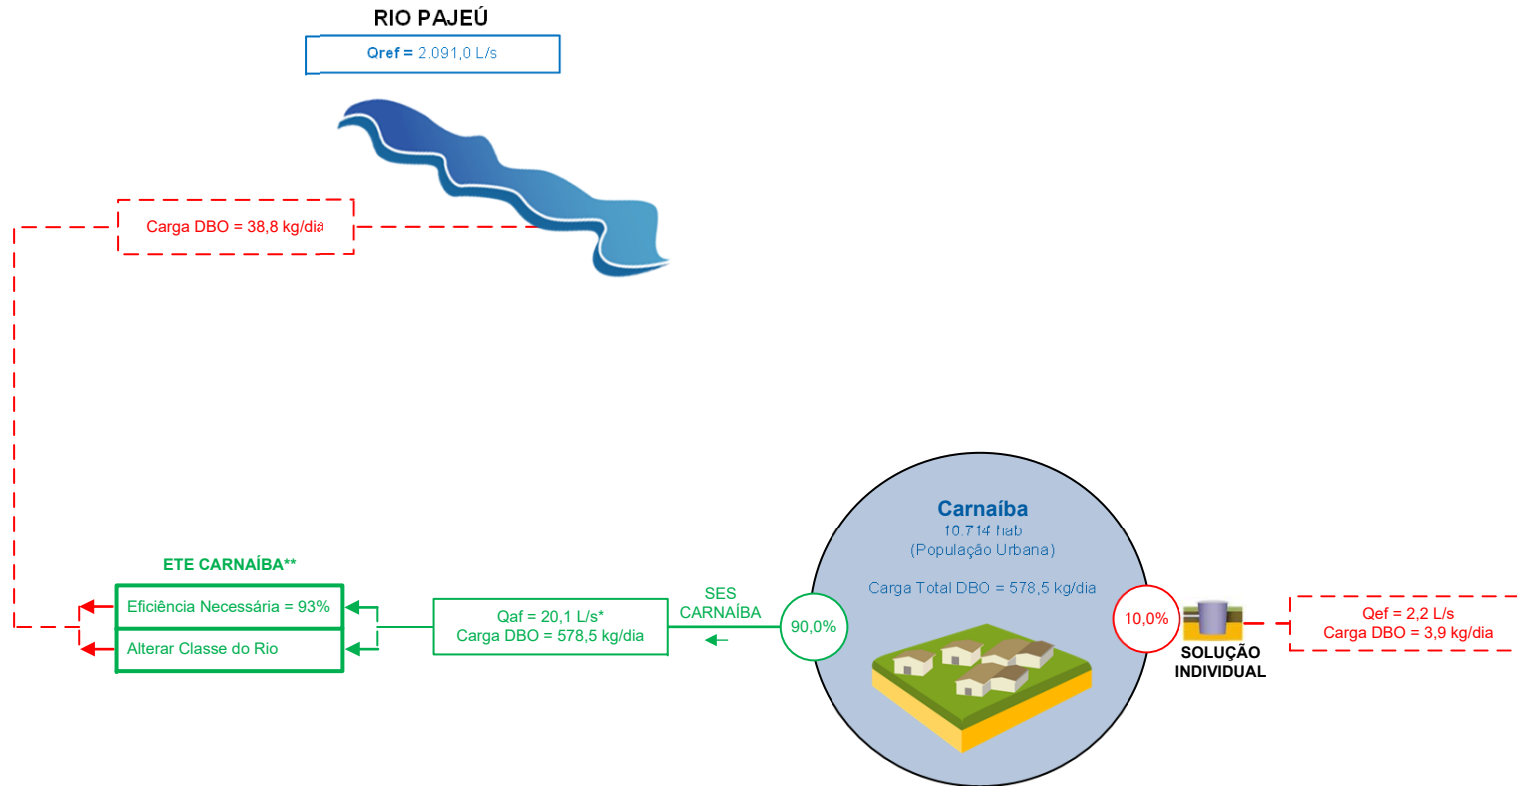 RIO PAJEÚ
Qref = 2.091,0 L/s
Carga DBO = 38,8 kg/dia
Carnaíba
10.714 hab
(População Urbana)
Carga Total DBO = 578,5 kg/dia
ETE CARNAÍBA**
Eficiência Necessária = 93%
Alterar Classe do Rio
Qaf = 20,1 L/s*
Carga DBO = 578,5 kg/dia
SES
CARNAÍBA
90,0%
10,0%
SOLUÇÃO
INDIVIDUAL
Qef = 2,2 L/s
Carga DBO = 3,9 kg/dia